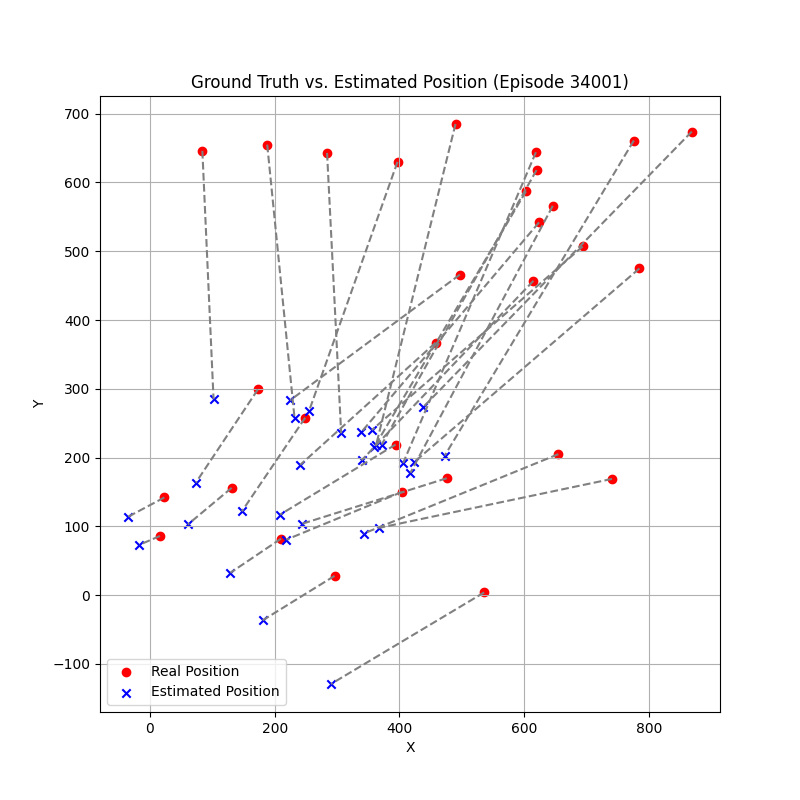 Ground Truth vs. Estimated Position (Episode 34001)
700
600
500
400
300
200
100
0
−100
Y
Real Position
Estimated Position
0 200 400 600 800
X